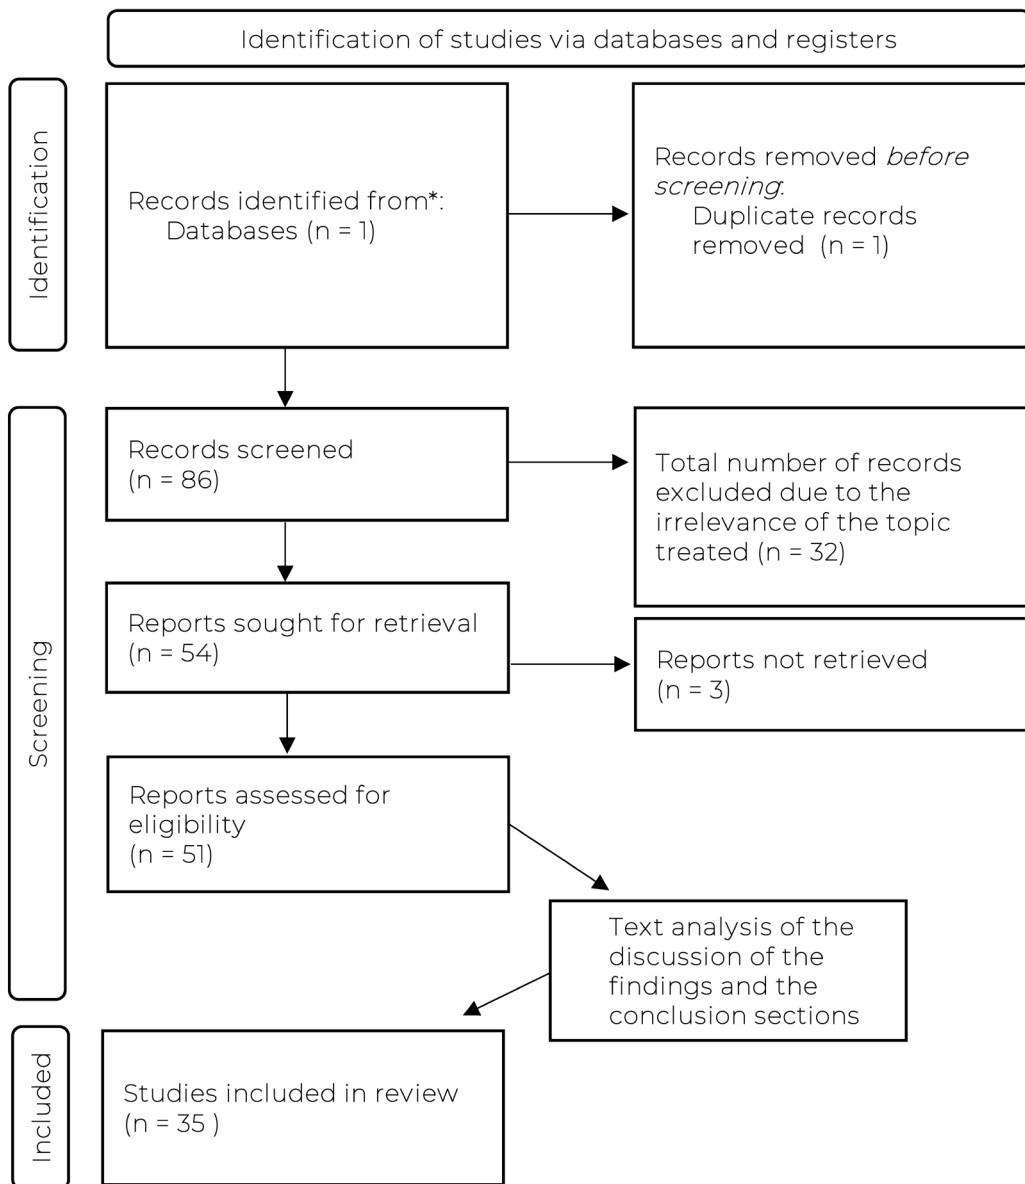 Identification of studies via databases and registers
Identification
Records identified from*:
Databases (n = 1)
Records removed before
screening:
Duplicate records
removed (n = 1)
Screening
Records screened
(n = 86)
Total number of records
excluded due to the
irrelevance of the topic
treated (n = 32)
Reports sought for retrieval
(n = 54)
Reports not retrieved
(n = 3)
Reports assessed for
eligibility
(n = 51)
Text analysis of the
discussion of the
findings and the
conclusion sections
Included
Studies included in review
(n = 35 )